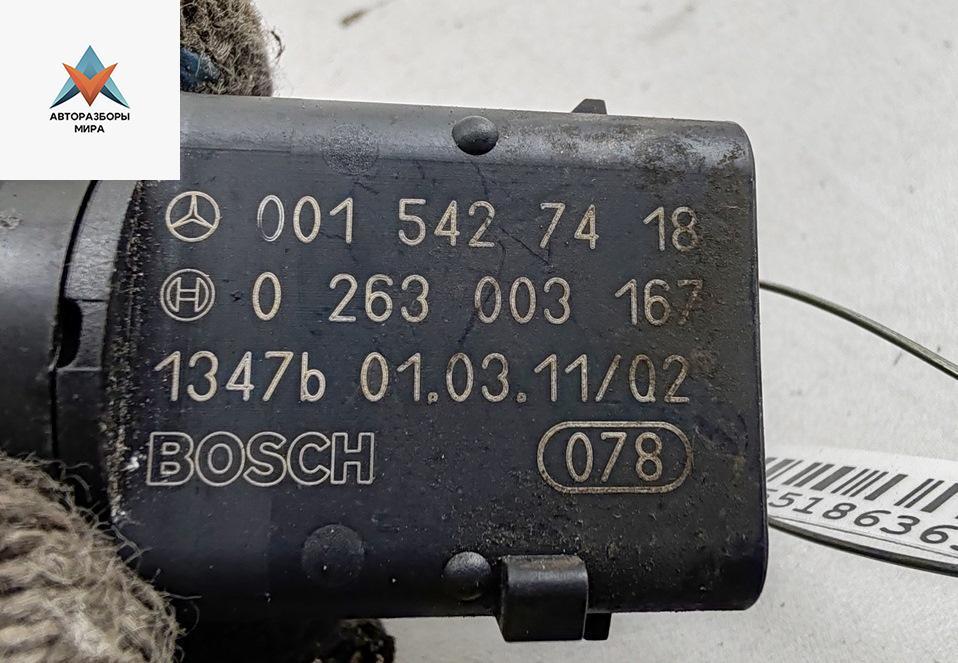 АВТОРАЗБОРЫ
МИРА
001 542 74 18
0 263 003 167
1347b 01.03.11/Q2
BOSCH
078